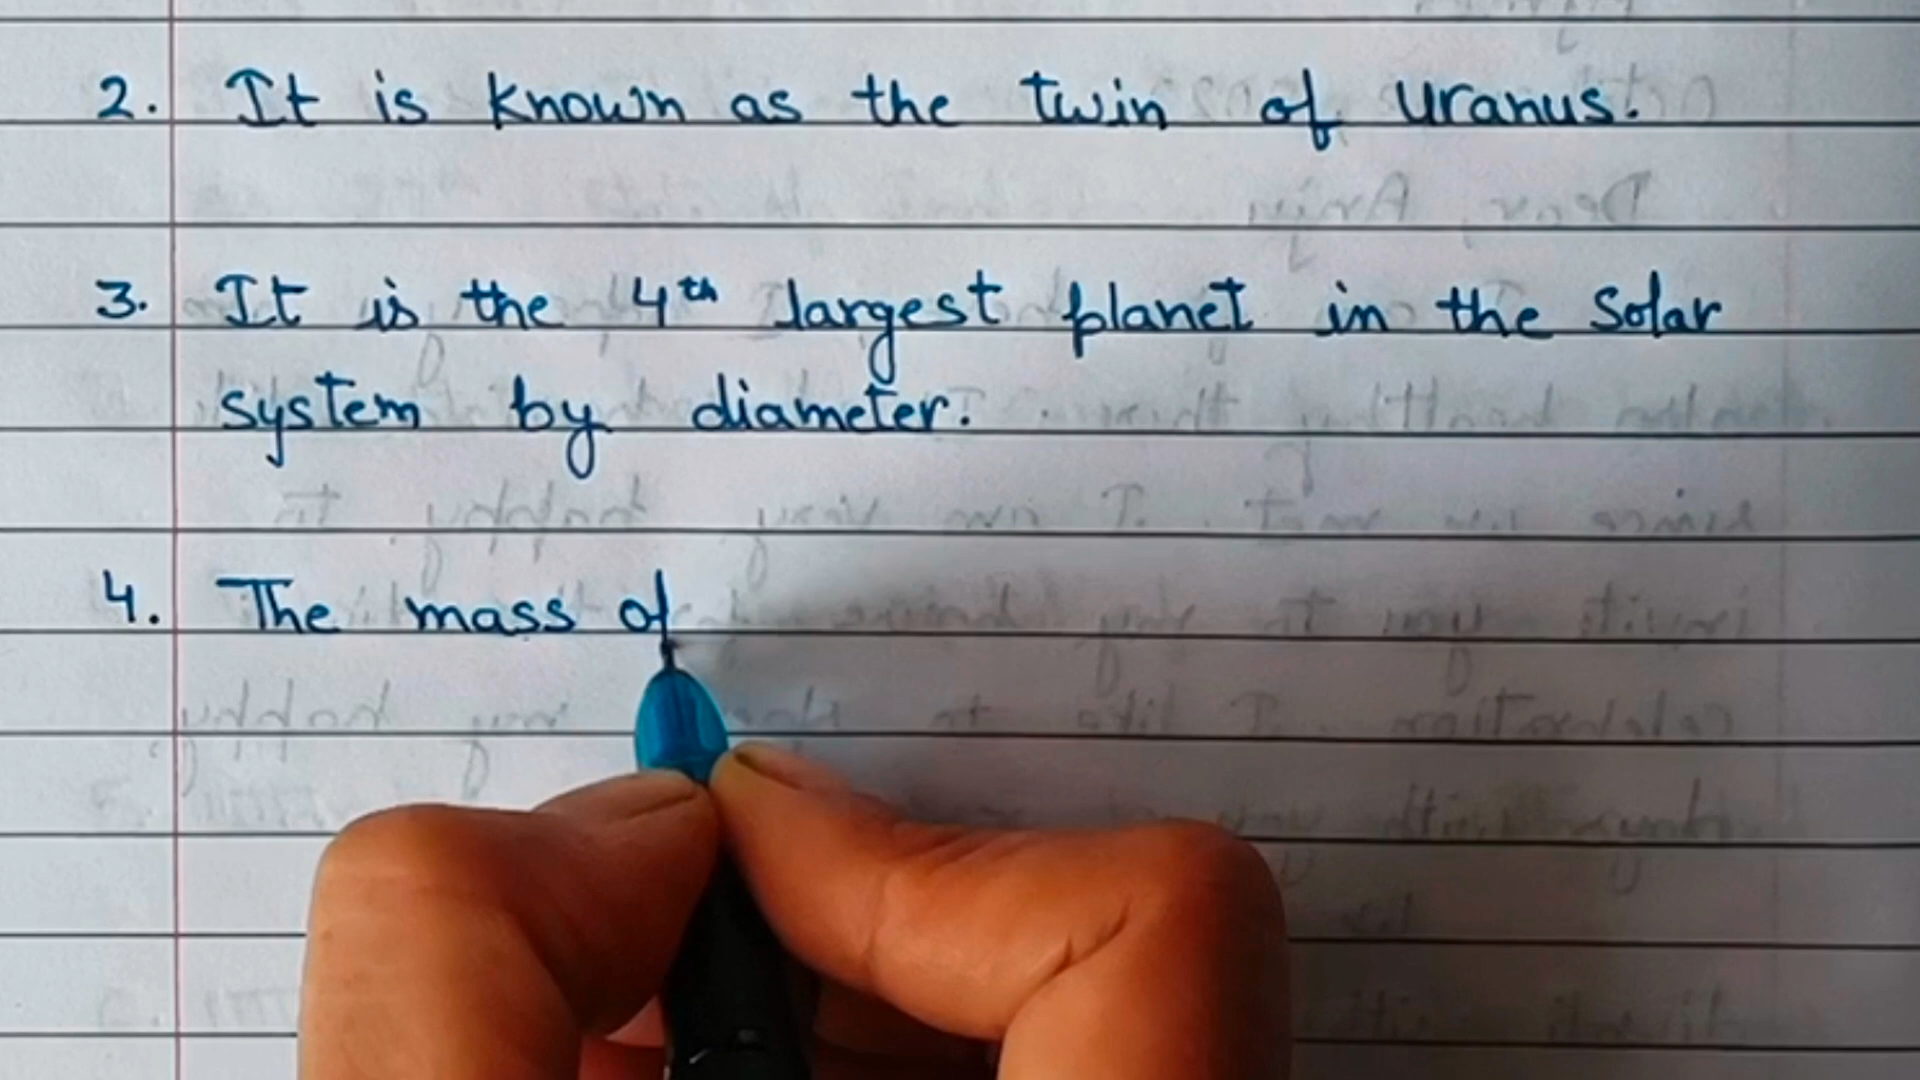 2. It is known as the twin of uranus.
3. It is the 4th largest planet in the Solar
system by diameter.
4. The mass of